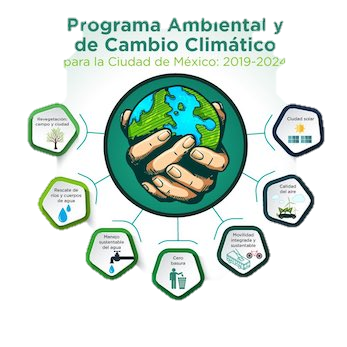 Programa Ambiental y
de Cambio Climático
para la Ciudad de México: 2019-2024
Revegetación:
campo y ciudad
Ciudad solar
Rescate de
ríos y cuerpos
de agua
Calidad
del aire
Manejo
sustentable
del agua
Cero
basura
Movilidad
integrada y
sustentable